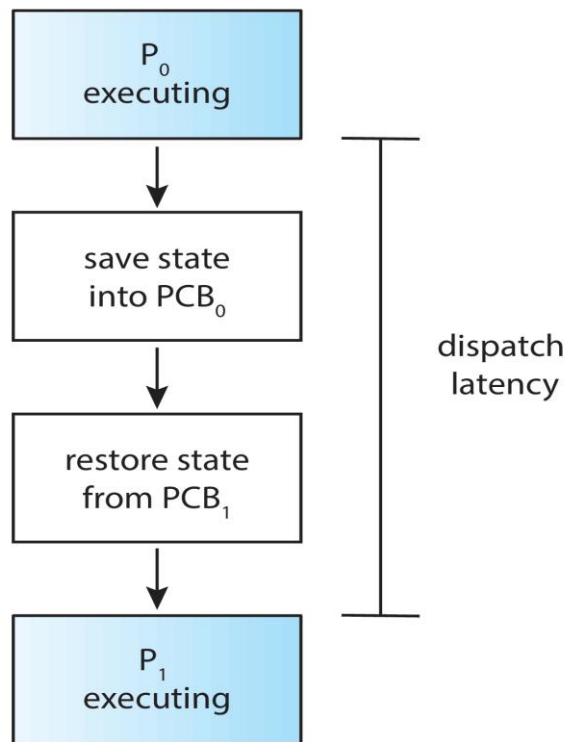 P₀
executing
save state
into PCB₀
restore state
from PCB₁
P₁
executing
dispatch
latency